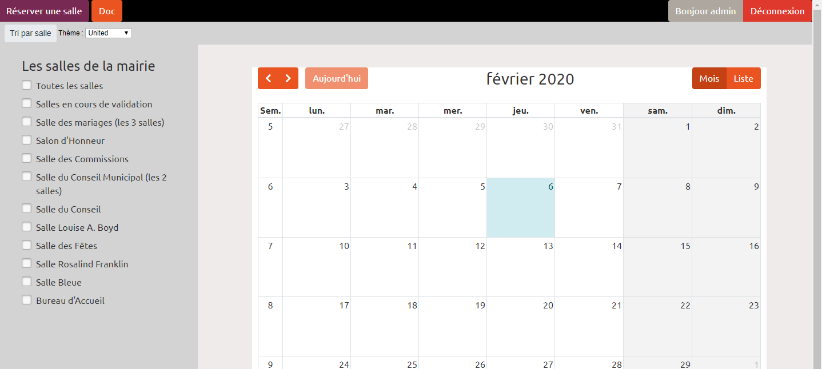 Réserver une salle Doc Bonjour admin Déconnexion
Tri par salle Thème : United
Les salles de la mairie
Toutes les salles
Salles en cours de validation
Salle des mariages (les 3 salles)
Salon d'Honneur
Salle des Commissions
Salle du Conseil Municipal (les 2
salles)
Salle du Conseil
Salle Louise A. Boyd
Salle des Fêtes
Salle Rosalind Franklin
Salle Bleue
Bureau d'Accueil
Aujourd'hui février 2020 Mois Liste
Sem. lun. mar. mer. jeu. ven. sam. dim.
5 27 28 29 30 31 1 2
6 3 4 5 6 7 8 9
7 10 11 12 13 14 15 16
8 17 18 19 20 21 22 23
9 24 25 26 27 28 29 1